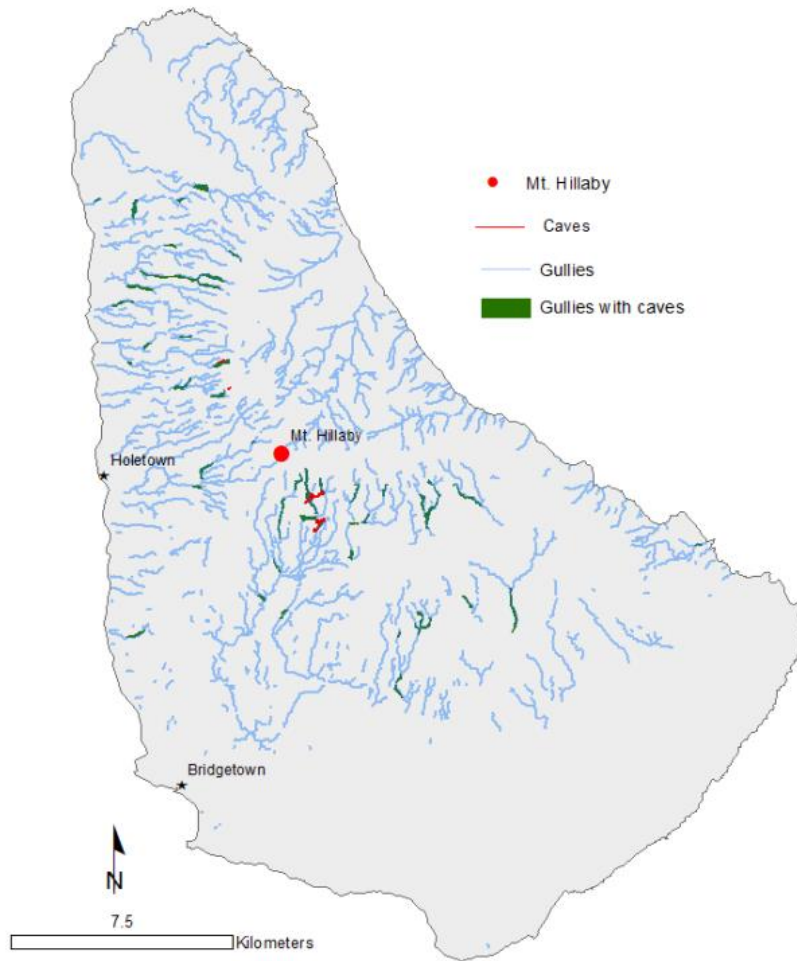 Mt. Hillaby
Caves
Gullies
Gullies with caves
Mt. Hillaby
Holetown
Bridgetown
N
7.5
Kilometers